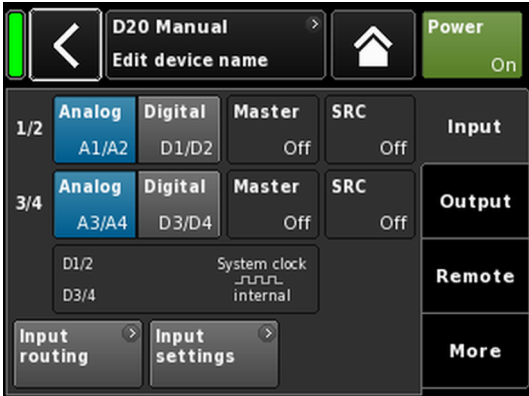 D20 Manual
Edit device name
Power
On
1/2
Analog
A1/A2
Digital
D1/D2
Master
Off
SRC
Off
Input
3/4
Analog
A3/A4
Digital
D3/D4
Master
Off
SRC
Off
Output
D1/2
D3/4
System clock
internal
Remote
Input
routing
Input
settings
More